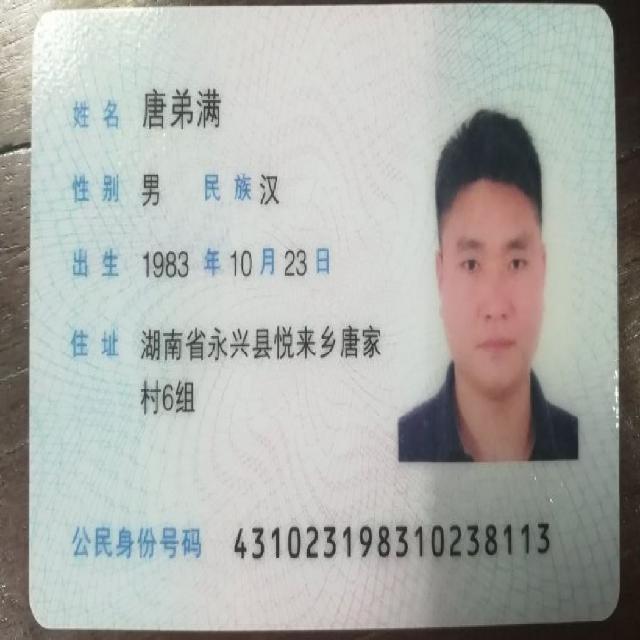 姓名 唐弟满
性别 男 民族 汉
出生 1983 年 10 月 23 日
住址 湖南省永兴县悦来乡唐家
村6组
公民身份号码 431023198310238113